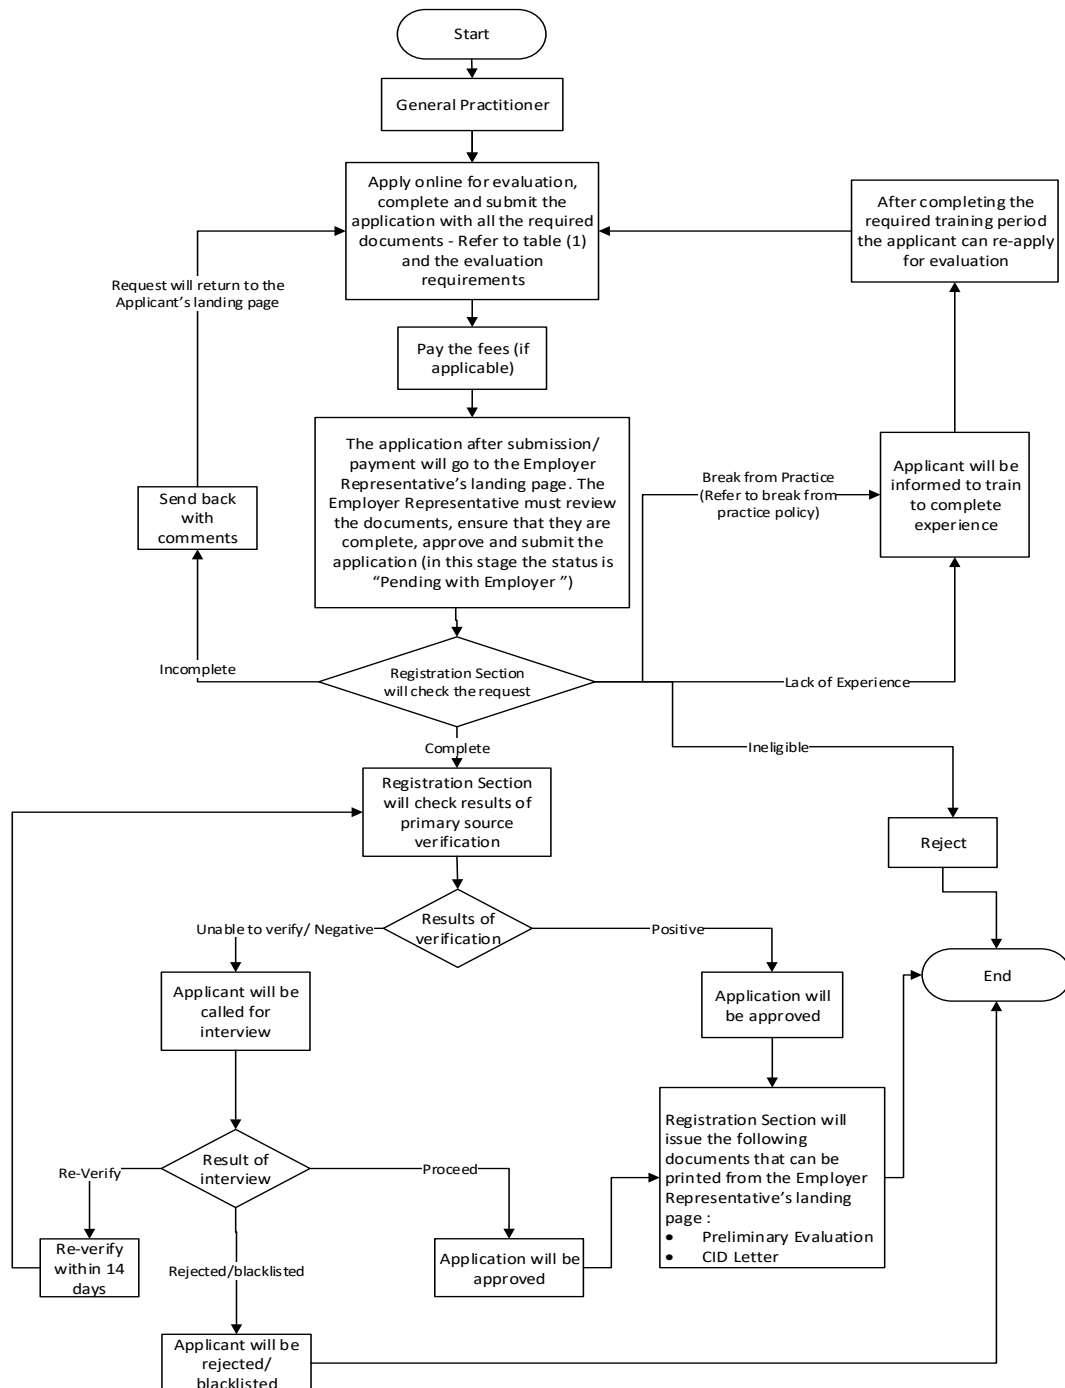 Start
General Practitioner
Apply online for evaluation,
complete and submit the
application with all the required
documents - Refer to table (1)
and the evaluation
requirements
After completing the
required training period
the applicant can re-apply
for evaluation
Request will return to the
Applicant’s landing page
Pay the fees (if
applicable)
The application after submission/
payment will go to the Employer
Representative’s landing page. The
Employer Representative must review
the documents, ensure that they are
complete, approve and submit the
application (in this stage the status is
“Pending with Employer ”)
Send back
with
comments
Break from Practice
(Refer to break from
practice policy)
Applicant will be
informed to train
to complete
experience
Incomplete
Registration Section
will check the request
Lack of Experience
Complete
Ineligible
Registration Section
will check results of
primary source
verification
Reject
Unable to verify/ Negative
Results of
verification
Positive
End
Applicant will be
called for
interview
Application will
be approved
Registration Section will
issue the following
documents that can be
printed from the Employer
Representative’s landing
page :
• Preliminary Evaluation
• CID Letter
Re-Verify
Result of
interview
Proceed
Re-verify
within 14
days
Rejected/blacklisted
Application will be
approved
Applicant will be
rejected/
blacklisted